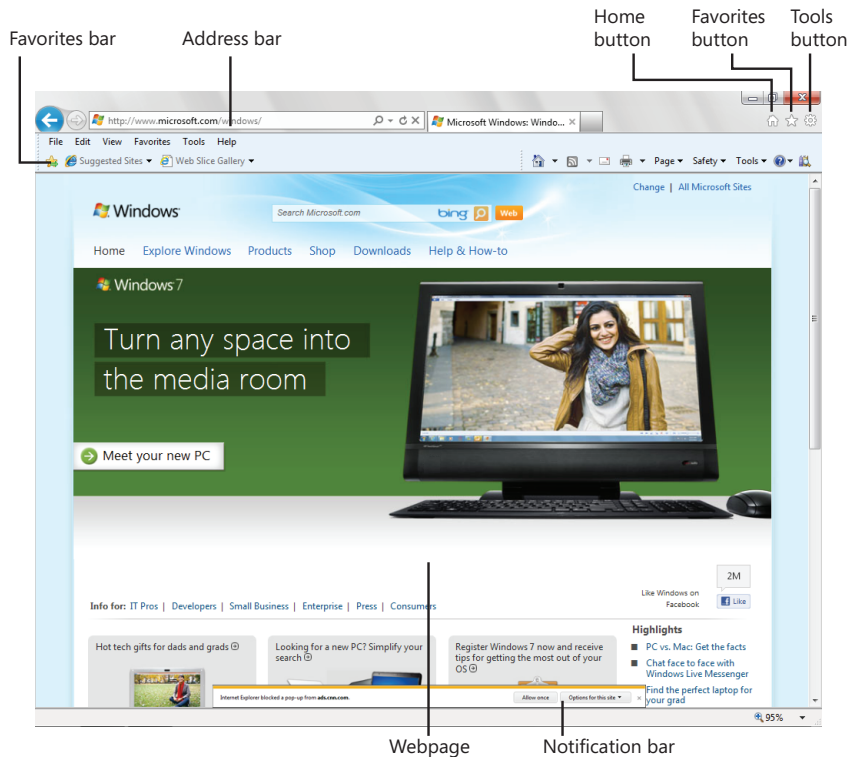 Home button
Favorites button
Tools button
Favorites bar
Address bar
http://www.microsoft.com/windows/
Microsoft Windows: Windo...
File Edit View Favorites Tools Help
Suggested Sites Web Slice Gallery
Page Safety Tools
Change | All Microsoft Sites
Windows
Search Microsoft.com
bing
Web
Home Explore Windows Products Shop Downloads Help & How-to
Windows 7
Turn any space into
the media room
Meet your new PC
2M
Like Windows on
Facebook
Like
Info for: IT Pros | Developers | Small Business | Enterprise | Press | Consumers
Hot tech gifts for dads and grads
Looking for a new PC? Simplify your
search
Register Windows 7 now and receive
tips for getting the most out of your
OS
Highlights
PC vs. Mac: Get the facts
Chat face to face with
Windows Live Messenger
Find the perfect laptop for
your grad
Internet Explorer blocked a pop-up from ads.cnn.com.
Allow once
Options for this site
95%
Webpage
Notification bar